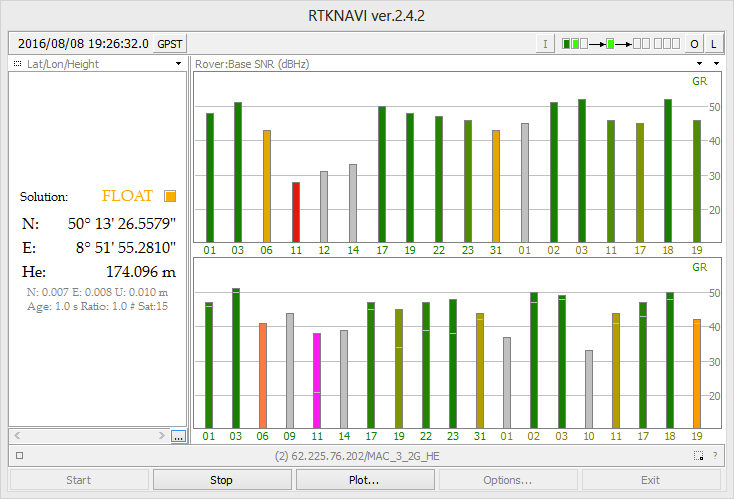 RTKNAVI ver.2.4.2
2016/08/08 19:26:32.0 GPST I O L
Lat/Lon/Height
Rover:Base SNR (dBHz)
Solution: FLOAT
N: 50° 13' 26.5579"
E: 8° 51' 55.2810"
He: 174.096 m
N: 0.007 E: 0.008 U: 0.010 m
Age: 1.0 s Ratio: 1.0 # Sat:15
...
GR
50
40
30
20
01 03 06 11 12 14 17 19 22 23 31 01 02 03 11 17 18 19
GR
50
40
30
20
01 03 06 09 11 14 17 19 22 23 31 01 02 03 10 11 17 18 19
(2) 62.225.76.202/MAC_3_2G_HE ?
Start Stop Plot... Options... Exit